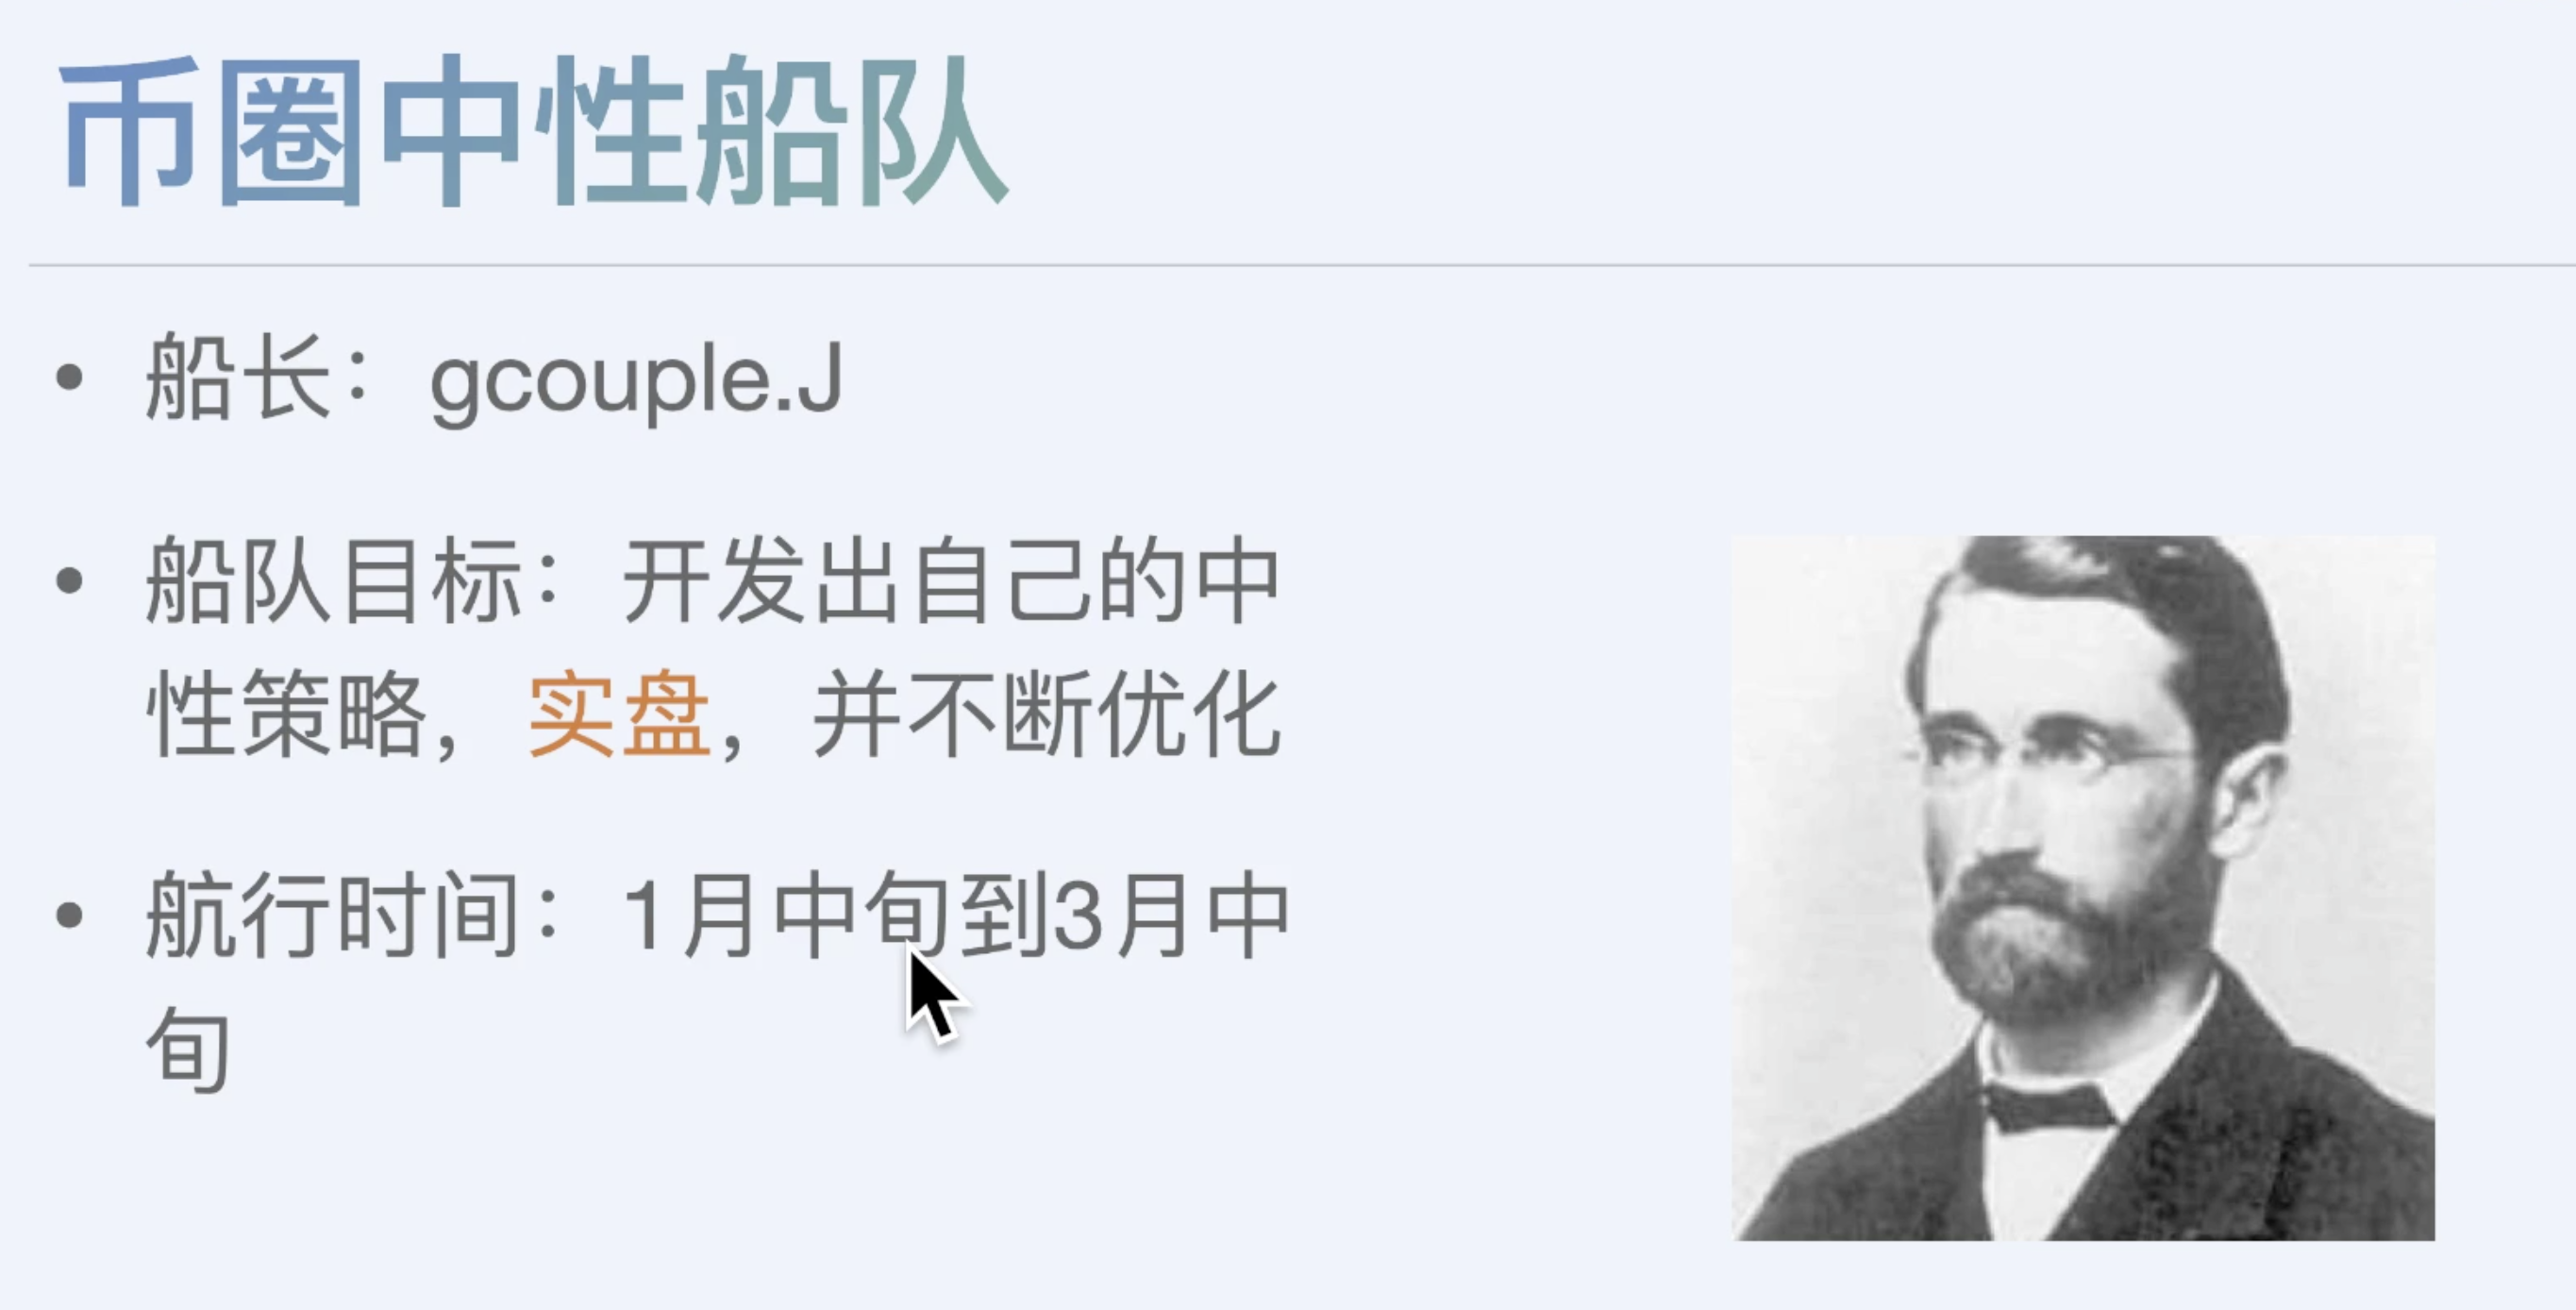 币圈中性船队
• 船长：gcouple.J
• 船队目标：开发出自己的中
性策略，实盘，并不断优化
• 航行时间：1月中旬到3月中
旬